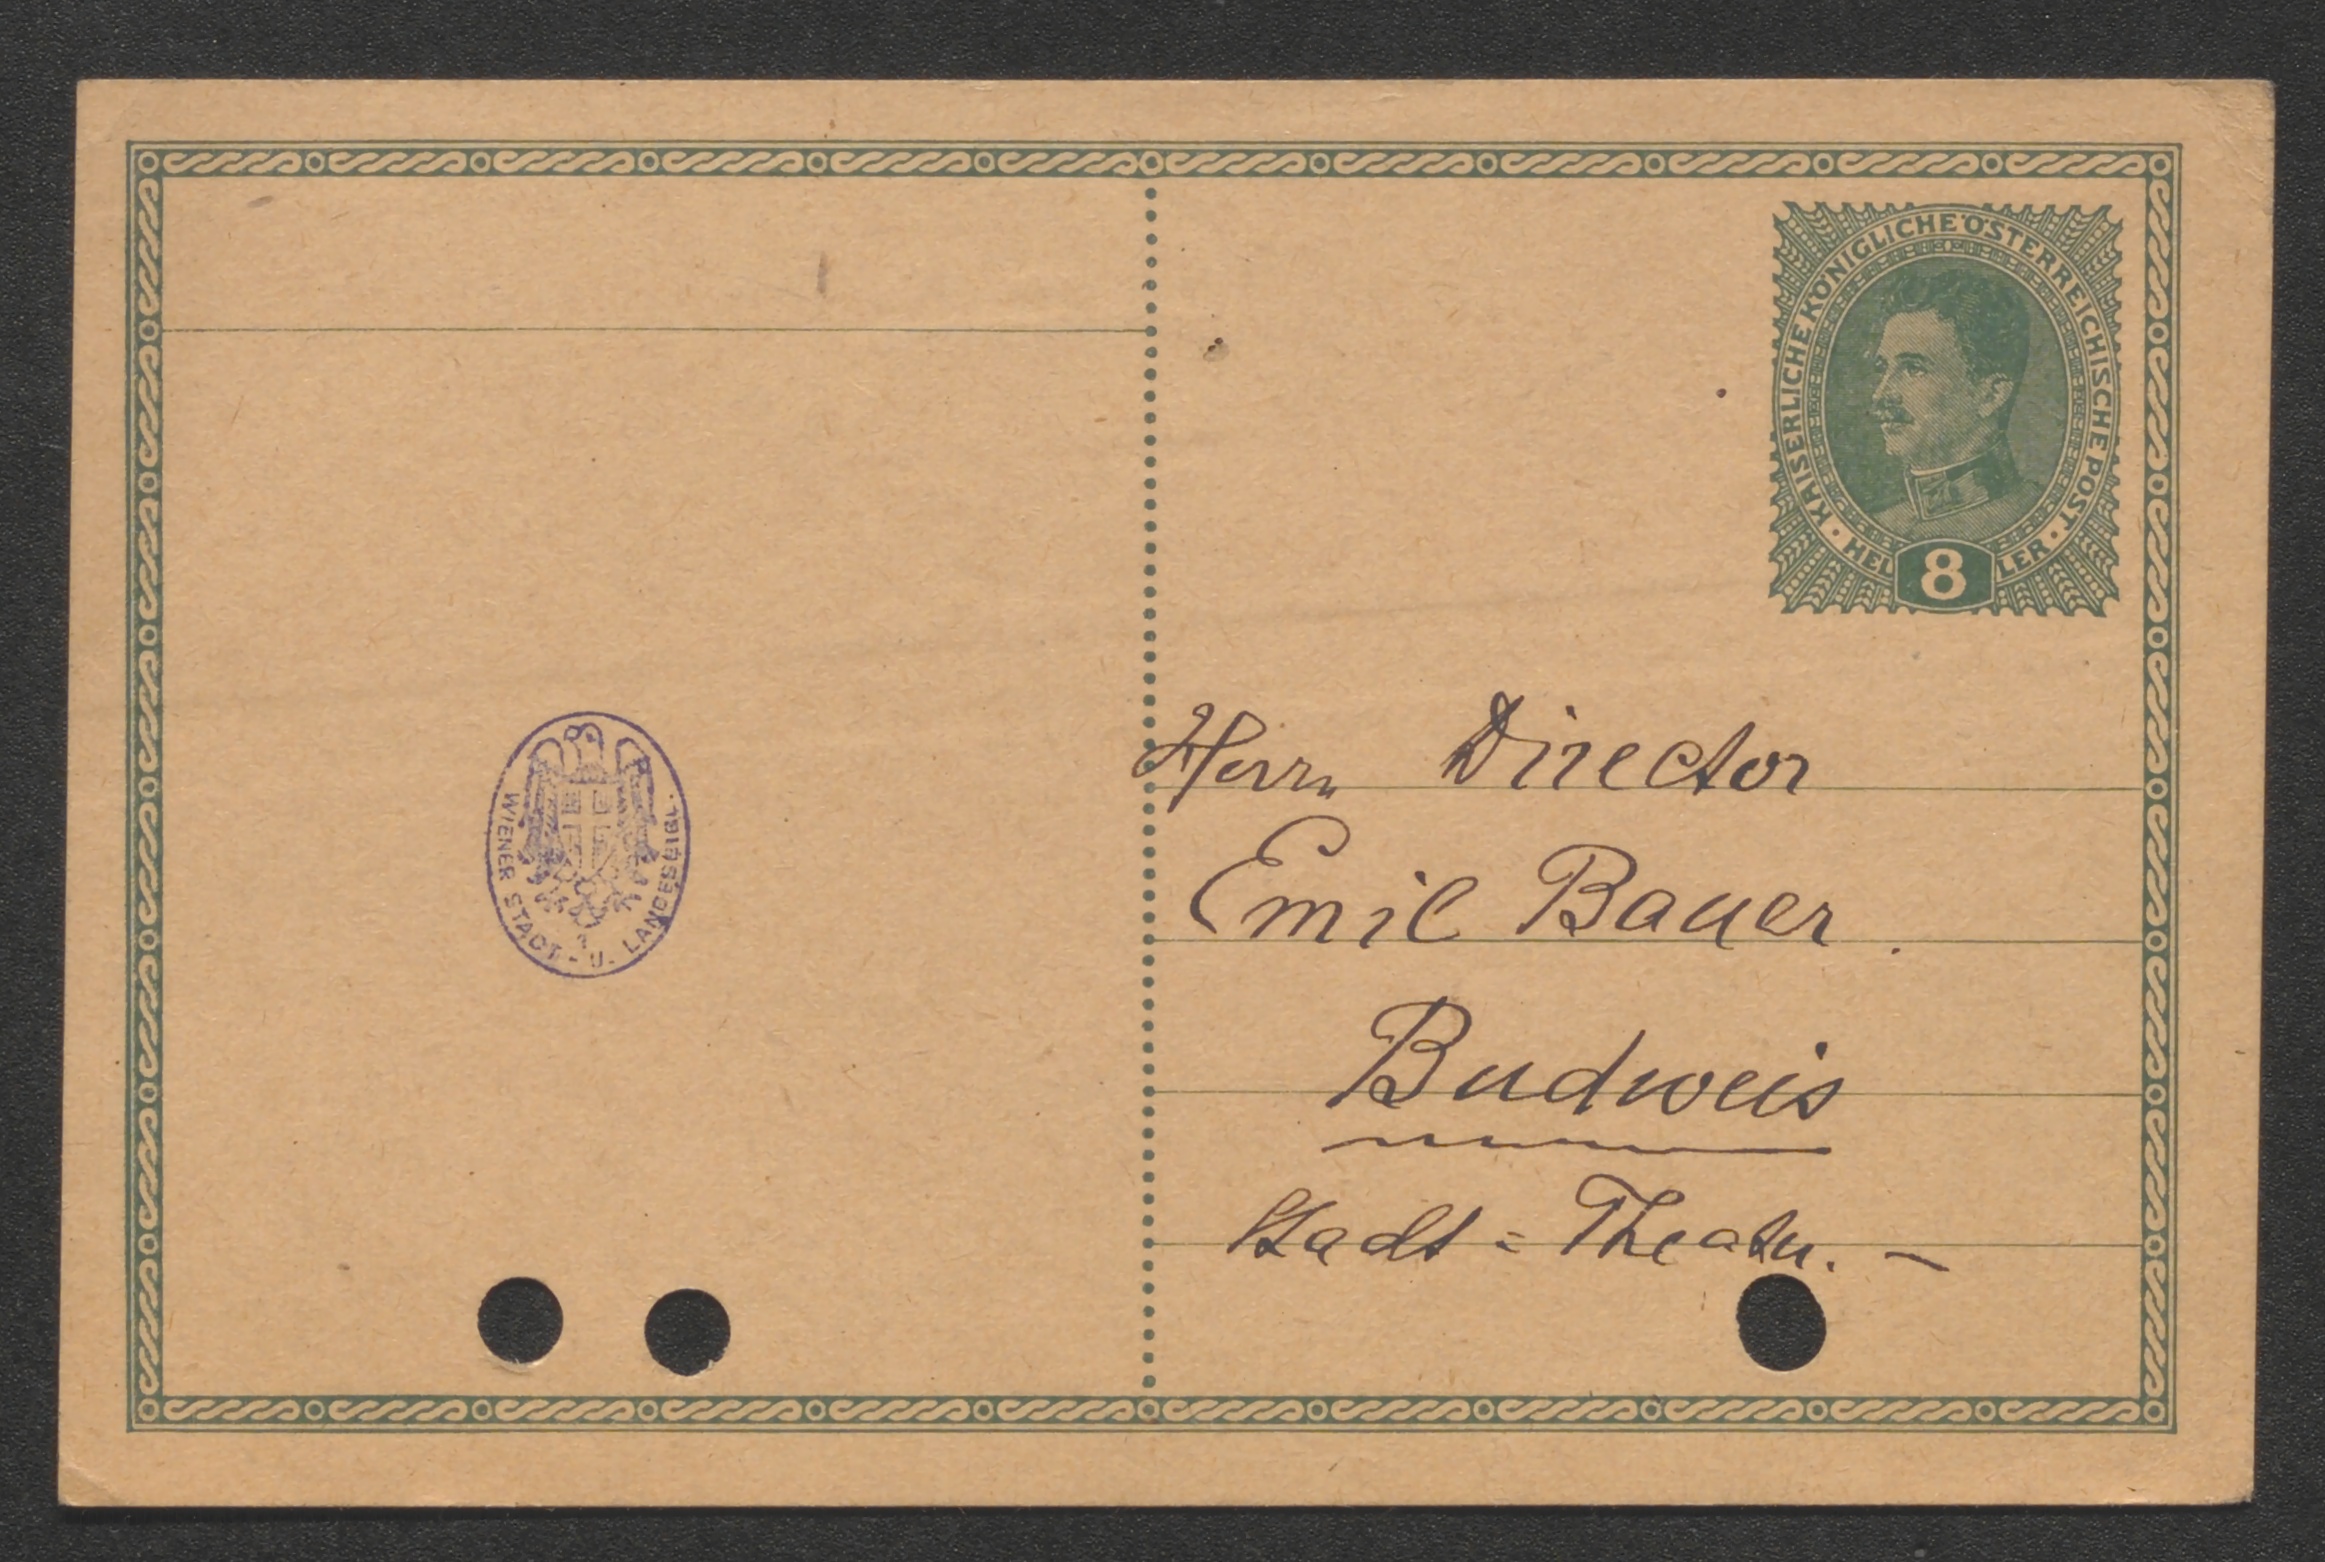 KAISERLICHE KÖNIGLICHE ÖSTERREICHISCHE POST
HELLER
8
Herrn Director
Emil Bauer.
Budweis
Stadt=Theater. -
WIENER STADT- U. LANDESBIBL.